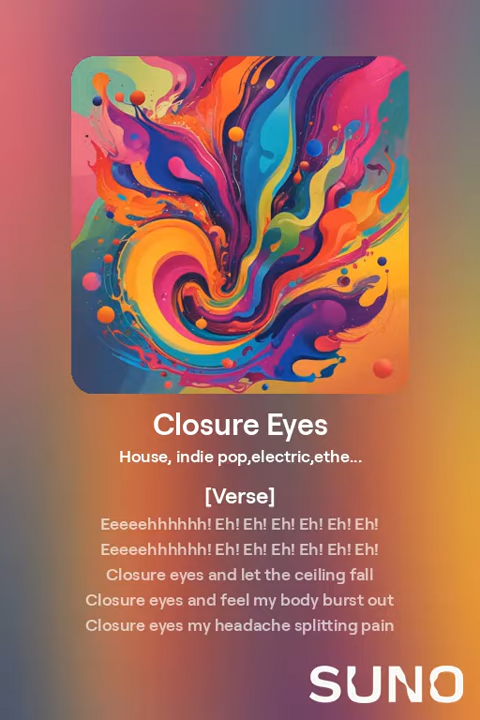 Closure Eyes
House, indie pop,electric,ethe...
[Verse]
Eeeeehhhhhh! Eh! Eh! Eh! Eh! Eh! Eh!
Eeeeehhhhhh! Eh! Eh! Eh! Eh! Eh! Eh!
Closure eyes and let the ceiling fall
Closure eyes and feel my body burst out
Closure eyes my headache splitting pain
SUNO